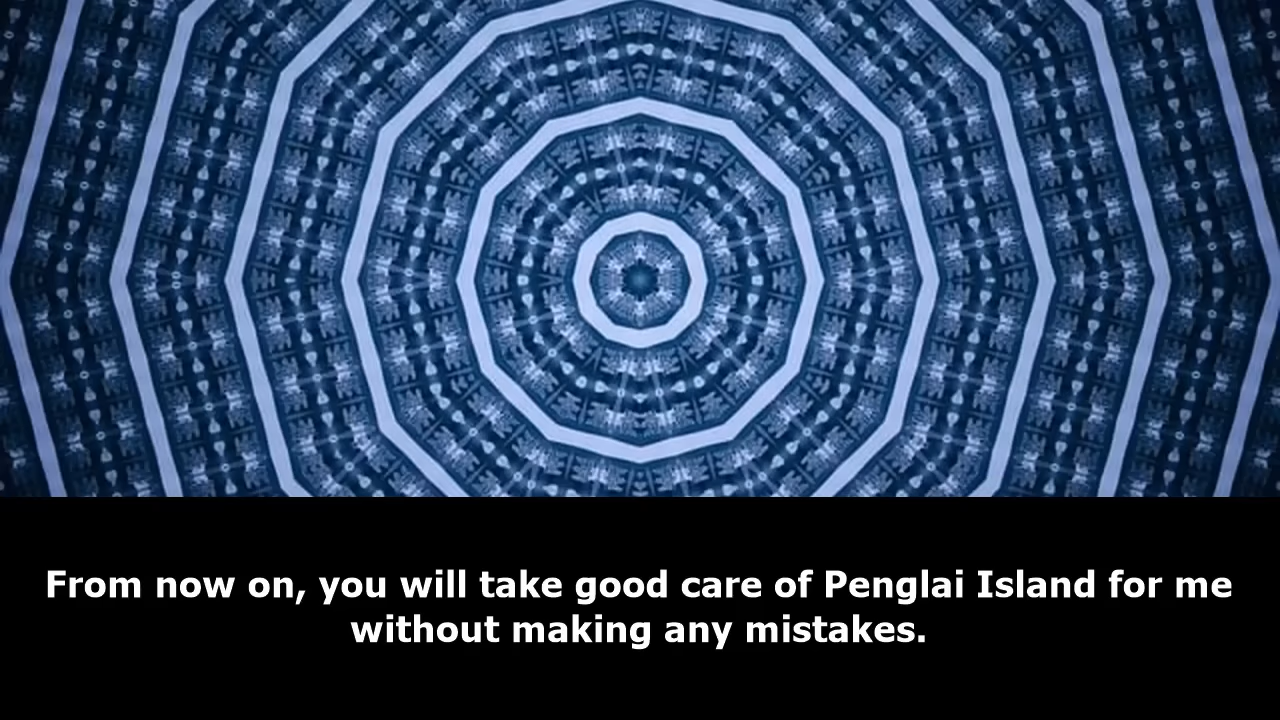 From now on, you will take good care of Penglai Island for me
without making any mistakes.